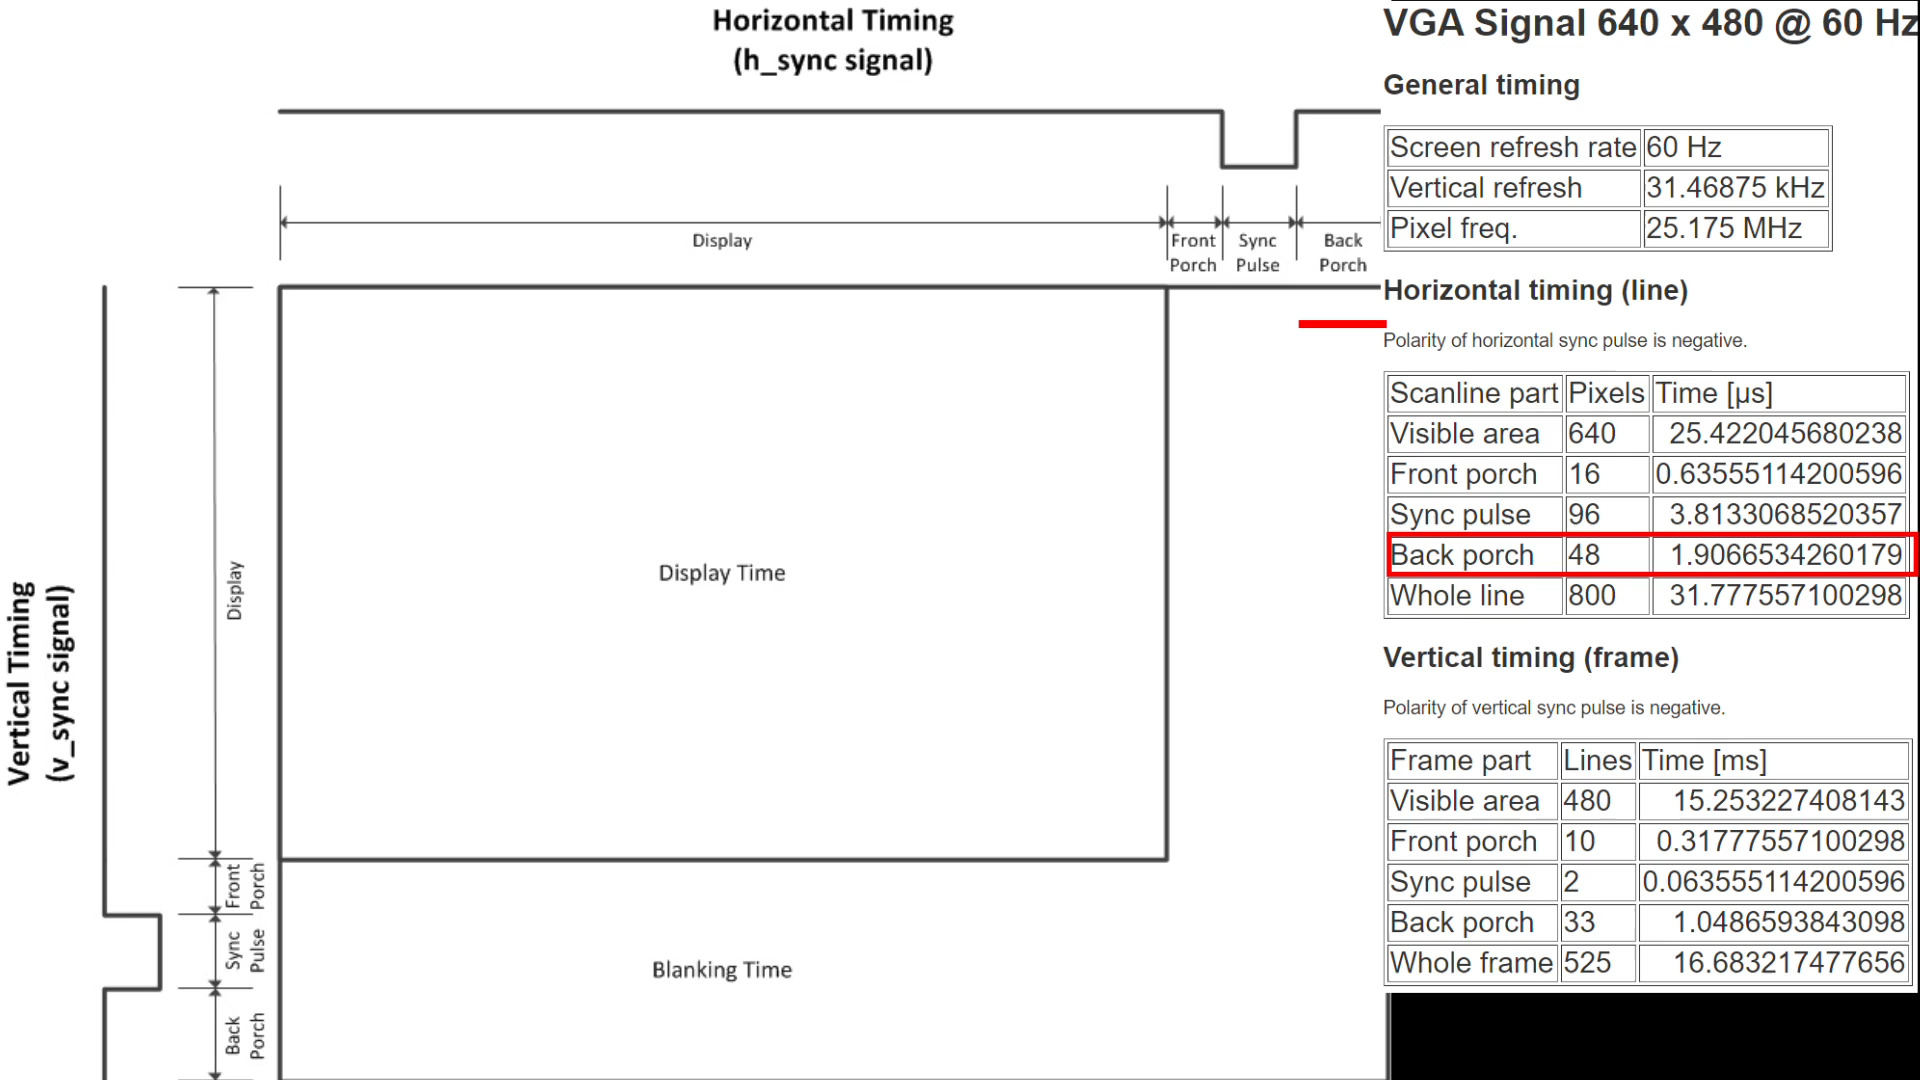 Horizontal Timing
(h_sync signal)
Display
Front
Porch
Sync
Pulse
Back
Porch
Vertical Timing
(v_sync signal)
Display
Front
Porch
Sync
Pulse
Back
Porch
Display Time
Blanking Time
VGA Signal 640 x 480 @ 60 Hz
General timing
Screen refresh rate 60 Hz
Vertical refresh 31.46875 kHz
Pixel freq. 25.175 MHz
Horizontal timing (line)
Polarity of horizontal sync pulse is negative.
Scanline part Pixels Time [µs]
Visible area 640 25.422045680238
Front porch 16 0.63555114200596
Sync pulse 96 3.8133068520357
Back porch 48 1.9066534260179
Whole line 800 31.777557100298
Vertical timing (frame)
Polarity of vertical sync pulse is negative.
Frame part Lines Time [ms]
Visible area 480 15.253227408143
Front porch 10 0.31777557100298
Sync pulse 2 0.063555114200596
Back porch 33 1.0486593843098
Whole frame 525 16.683217477656